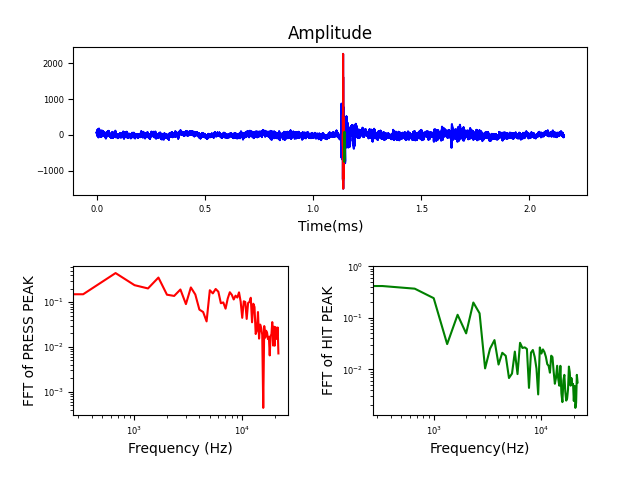 Amplitude
2000
1000
0
−1000
0.0 0.5 1.0 1.5 2.0
Time(ms)
FFT of PRESS PEAK
10⁻¹
10⁻²
10⁻³
10³ 10⁴
Frequency (Hz)
FFT of HIT PEAK
10⁰
10⁻¹
10⁻²
10³ 10⁴
Frequency(Hz)